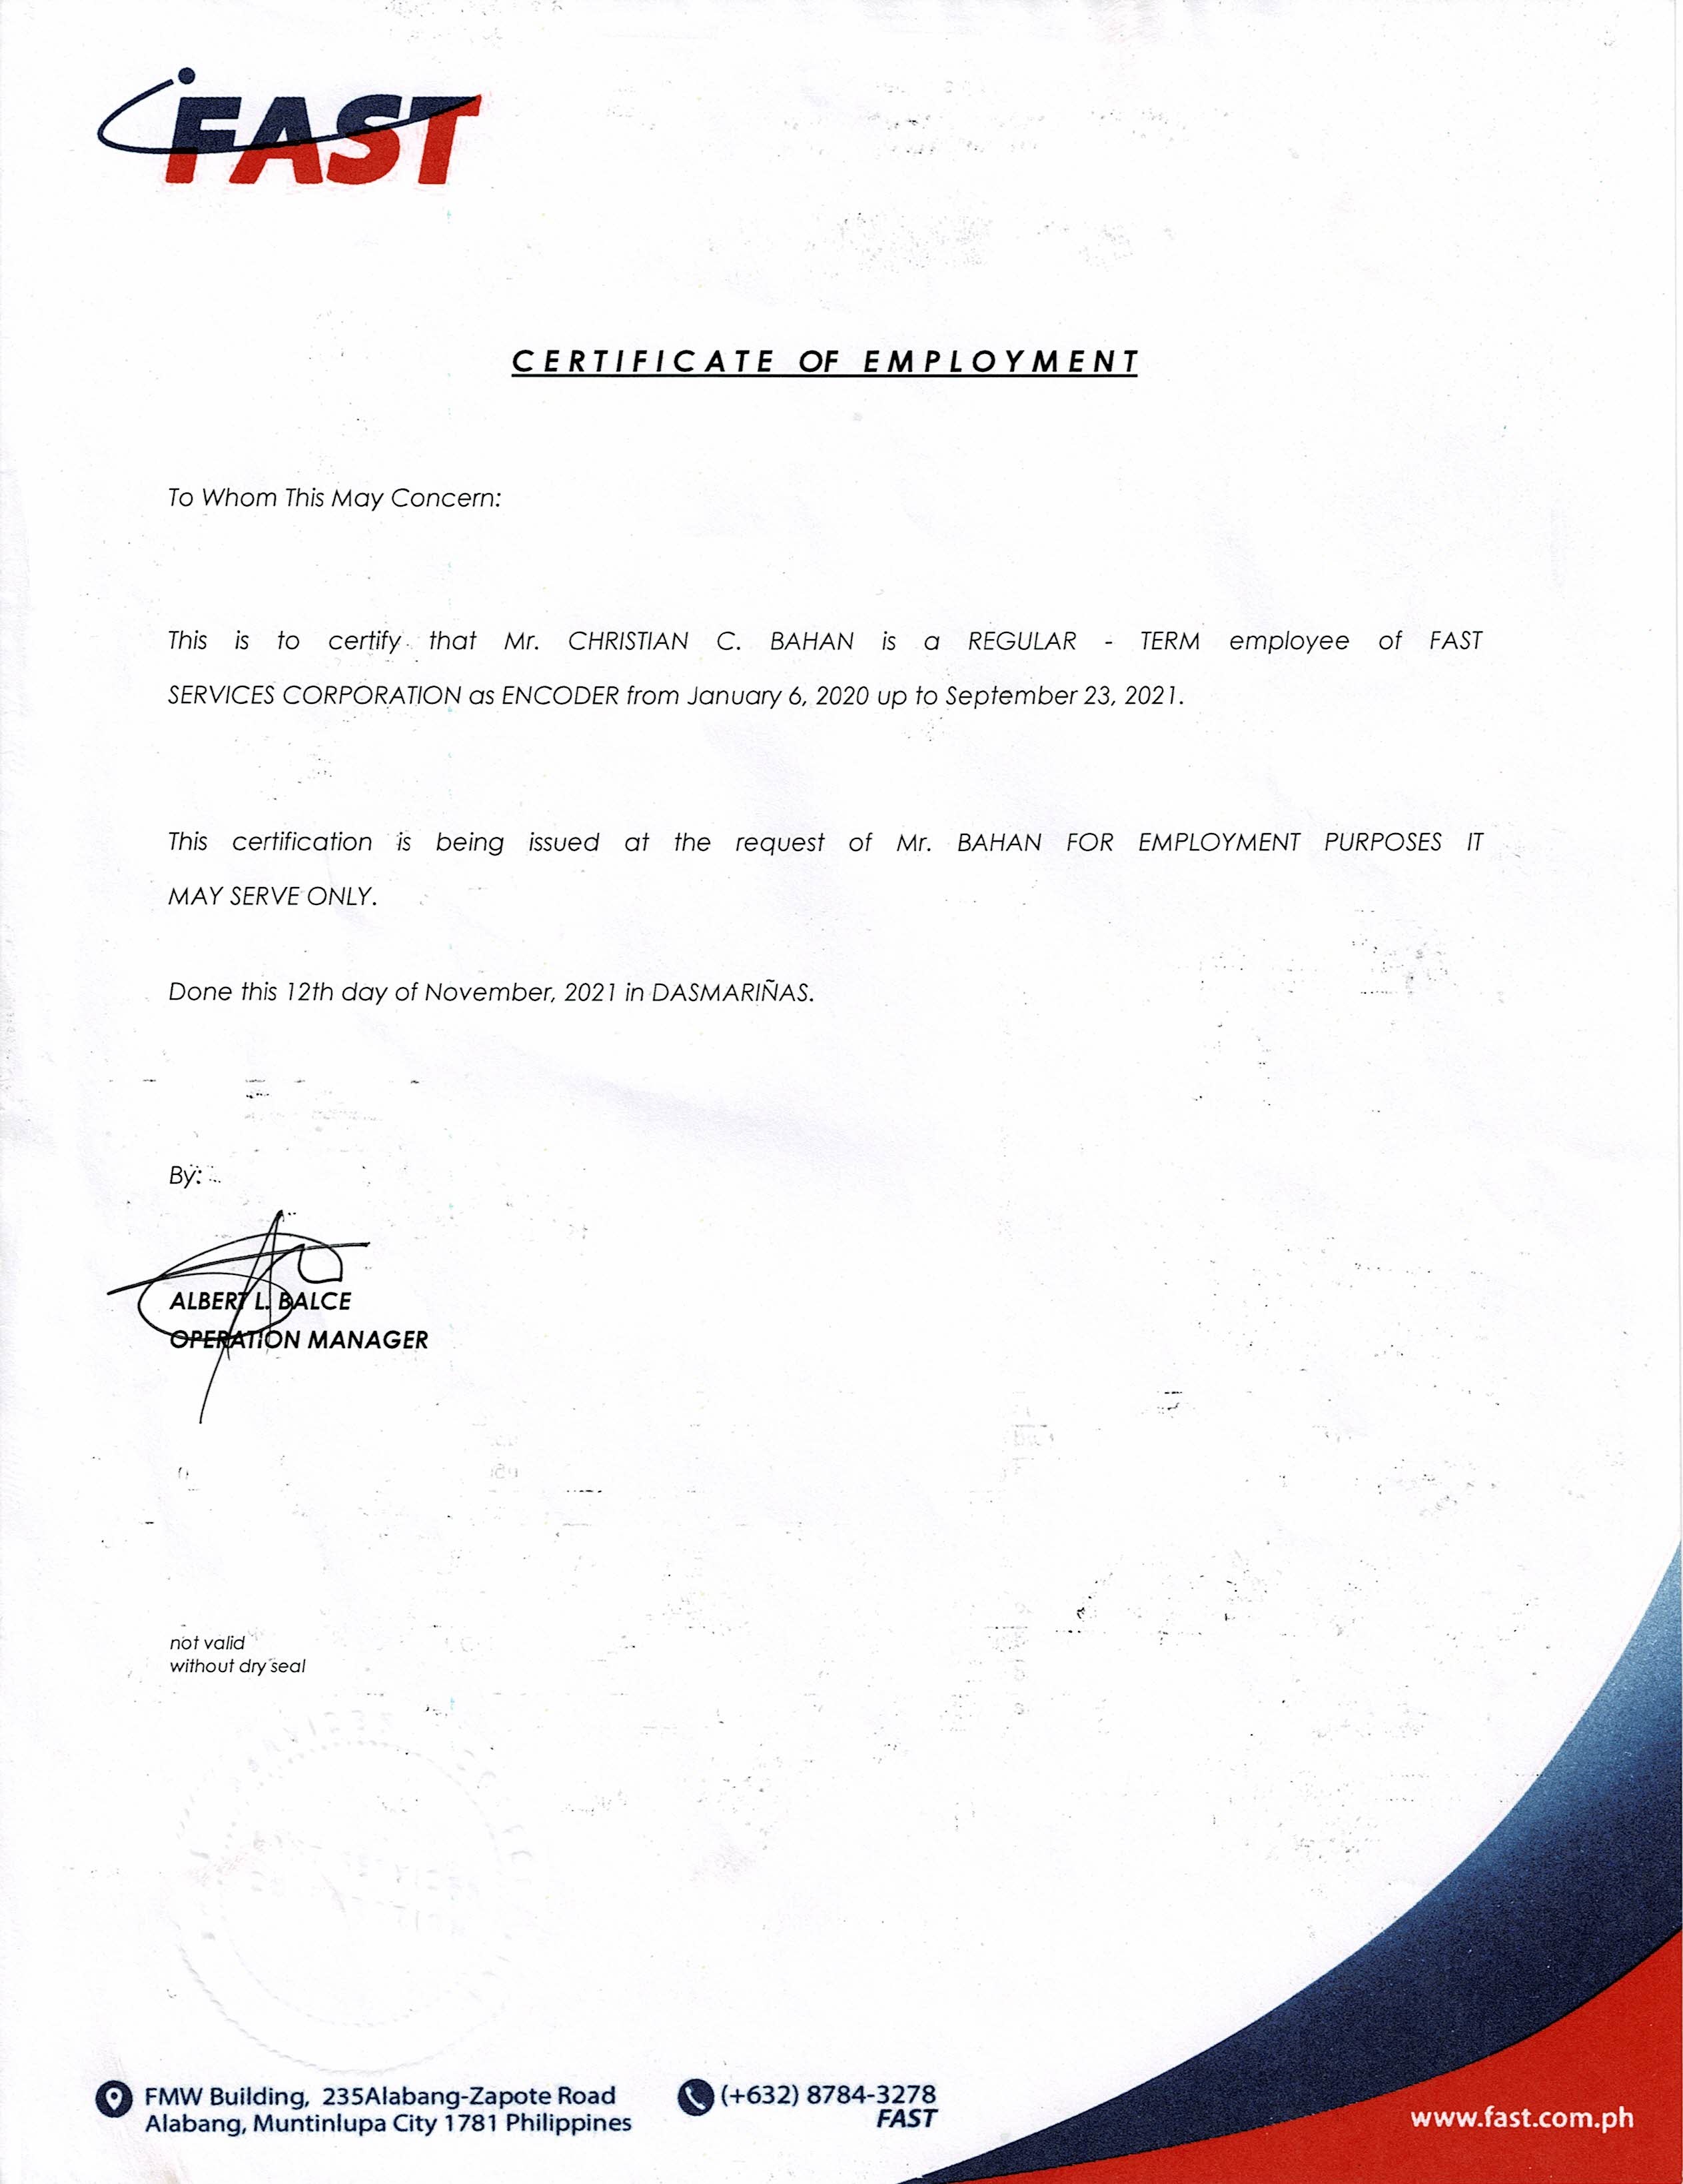 FAST
CERTIFICATE OF EMPLOYMENT
To Whom This May Concern:
This is to certify that Mr. CHRISTIAN C. BAHAN is a REGULAR - TERM employee of FAST
SERVICES CORPORATION as ENCODER from January 6, 2020 up to September 23, 2021.
This certification is being issued at the request of Mr. BAHAN FOR EMPLOYMENT PURPOSES IT
MAY SERVE ONLY.
Done this 12th day of November, 2021 in DASMARIÑAS.
By:
ALBERT L. BALCE
OPERATION MANAGER
not valid
without dry seal
FMW Building, 235Alabang-Zapote Road
Alabang, Muntinlupa City 1781 Philippines
(+632) 8784-3278
FAST
www.fast.com.ph